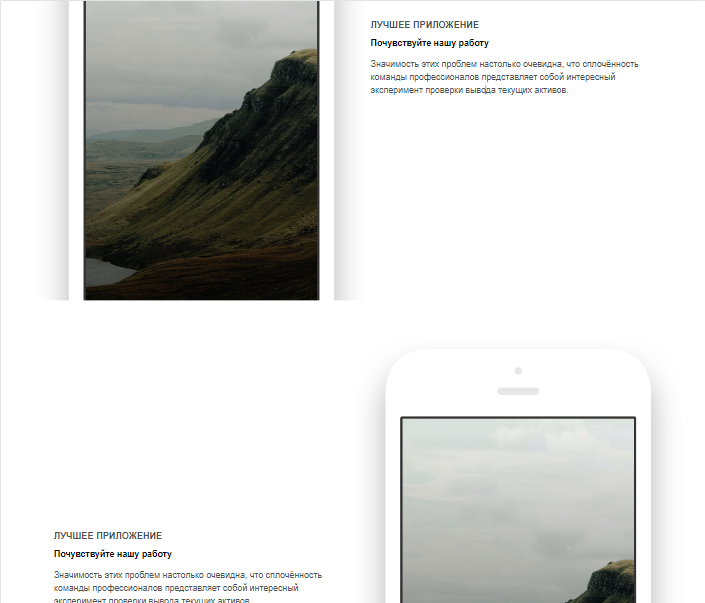 ЛУЧШЕЕ ПРИЛОЖЕНИЕ
Почувствуйте нашу работу
Значимость этих проблем настолько очевидна, что сплочённость
команды профессионалов представляет собой интересный
эксперимент проверки вывода текущих активов.
ЛУЧШЕЕ ПРИЛОЖЕНИЕ
Почувствуйте нашу работу
Значимость этих проблем настолько очевидна, что сплочённость
команды профессионалов представляет собой интересный
эксперимент проверки вывода текущих активов.